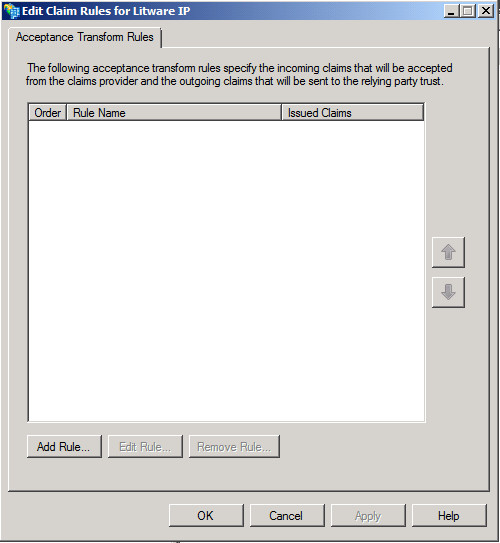 Edit Claim Rules for Litware IP
Acceptance Transform Rules
The following acceptance transform rules specify the incoming claims that will be accepted
from the claims provider and the outgoing claims that will be sent to the relying party trust.
Order Rule Name Issued Claims
Add Rule... Edit Rule... Remove Rule...
OK Cancel Apply Help